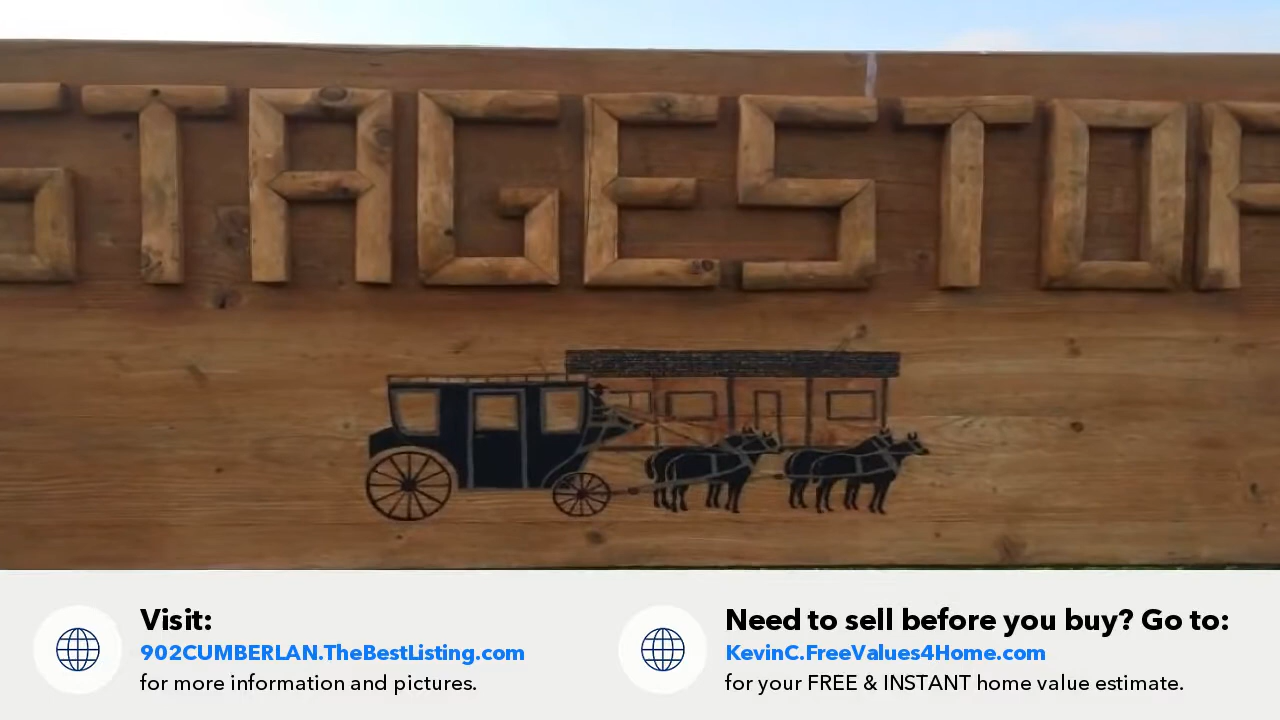 STAGESTOP
Visit:
902CUMBERLAN.TheBestListing.com
for more information and pictures.
Need to sell before you buy? Go to:
KevinC.FreeValues4Home.com
for your FREE & INSTANT home value estimate.